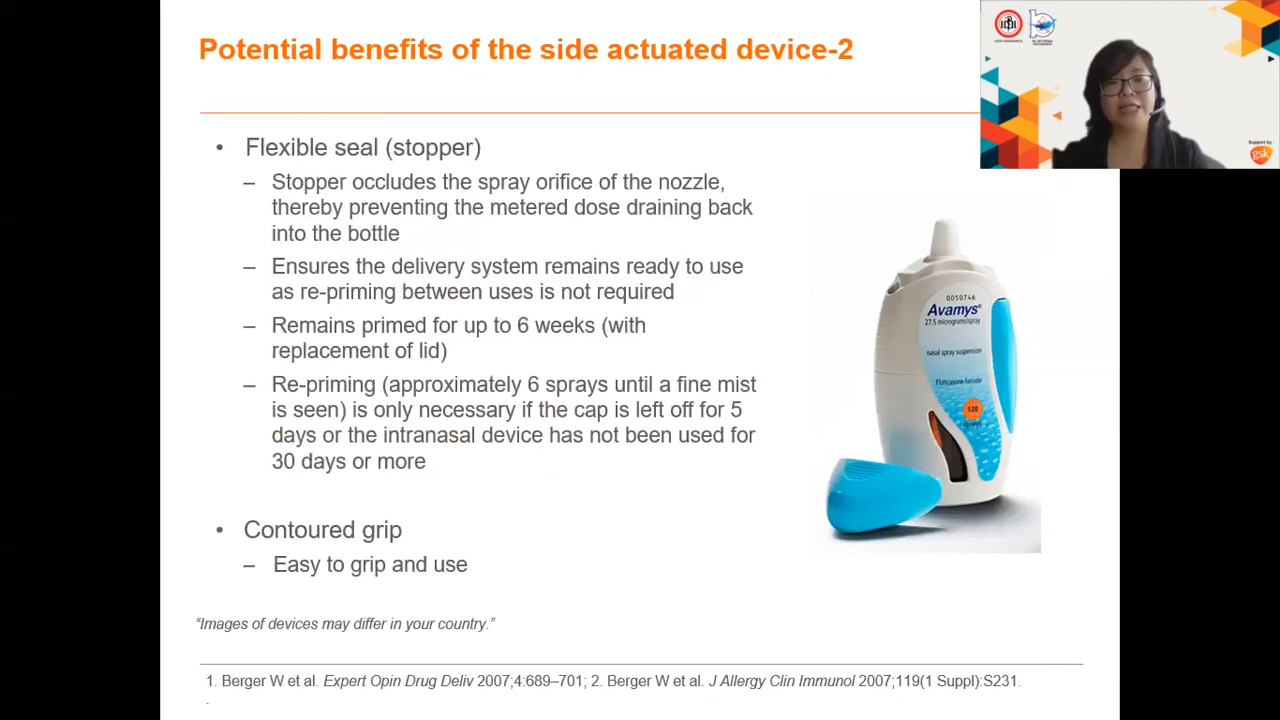 Potential benefits of the side actuated device-2
• Flexible seal (stopper)
– Stopper occludes the spray orifice of the nozzle,
thereby preventing the metered dose draining back
into the bottle
– Ensures the delivery system remains ready to use
as re-priming between uses is not required
– Remains primed for up to 6 weeks (with
replacement of lid)
– Re-priming (approximately 6 sprays until a fine mist
is seen) is only necessary if the cap is left off for 5
days or the intranasal device has not been used for
30 days or more
• Contoured grip
– Easy to grip and use
“Images of devices may differ in your country.”
1. Berger W et al. Expert Opin Drug Deliv 2007;4:689–701; 2. Berger W et al. J Allergy Clin Immunol 2007;119(1 Suppl):S231.
.
Support by :
gsk
0050746
Avamys®
27.5 micrograms/spray
nasal spray suspension
Fluticasone furoate
120
sprays